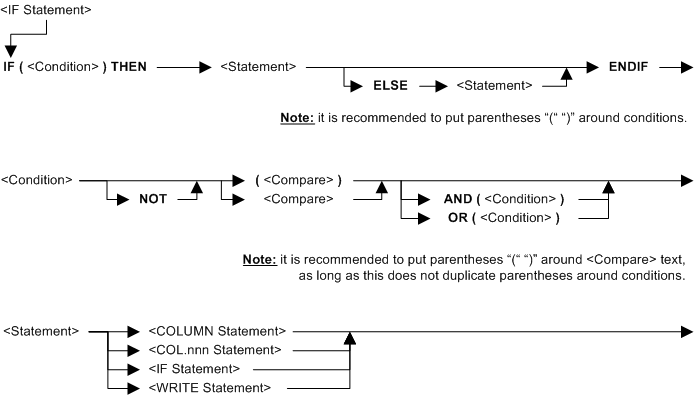 <IF Statement>
IF ( <Condition> ) THEN <Statement> ENDIF
ELSE <Statement>
Note: it is recommended to put parentheses “(“ “)” around conditions.
<Condition> ( <Compare> )
NOT <Compare> AND ( <Condition> )
OR ( <Condition> )
Note: it is recommended to put parentheses “(“ “)” around <Compare> text,
as long as this does not duplicate parentheses around conditions.
<Statement> <COLUMN Statement>
<COL.nnn Statement>
<IF Statement>
<WRITE Statement>